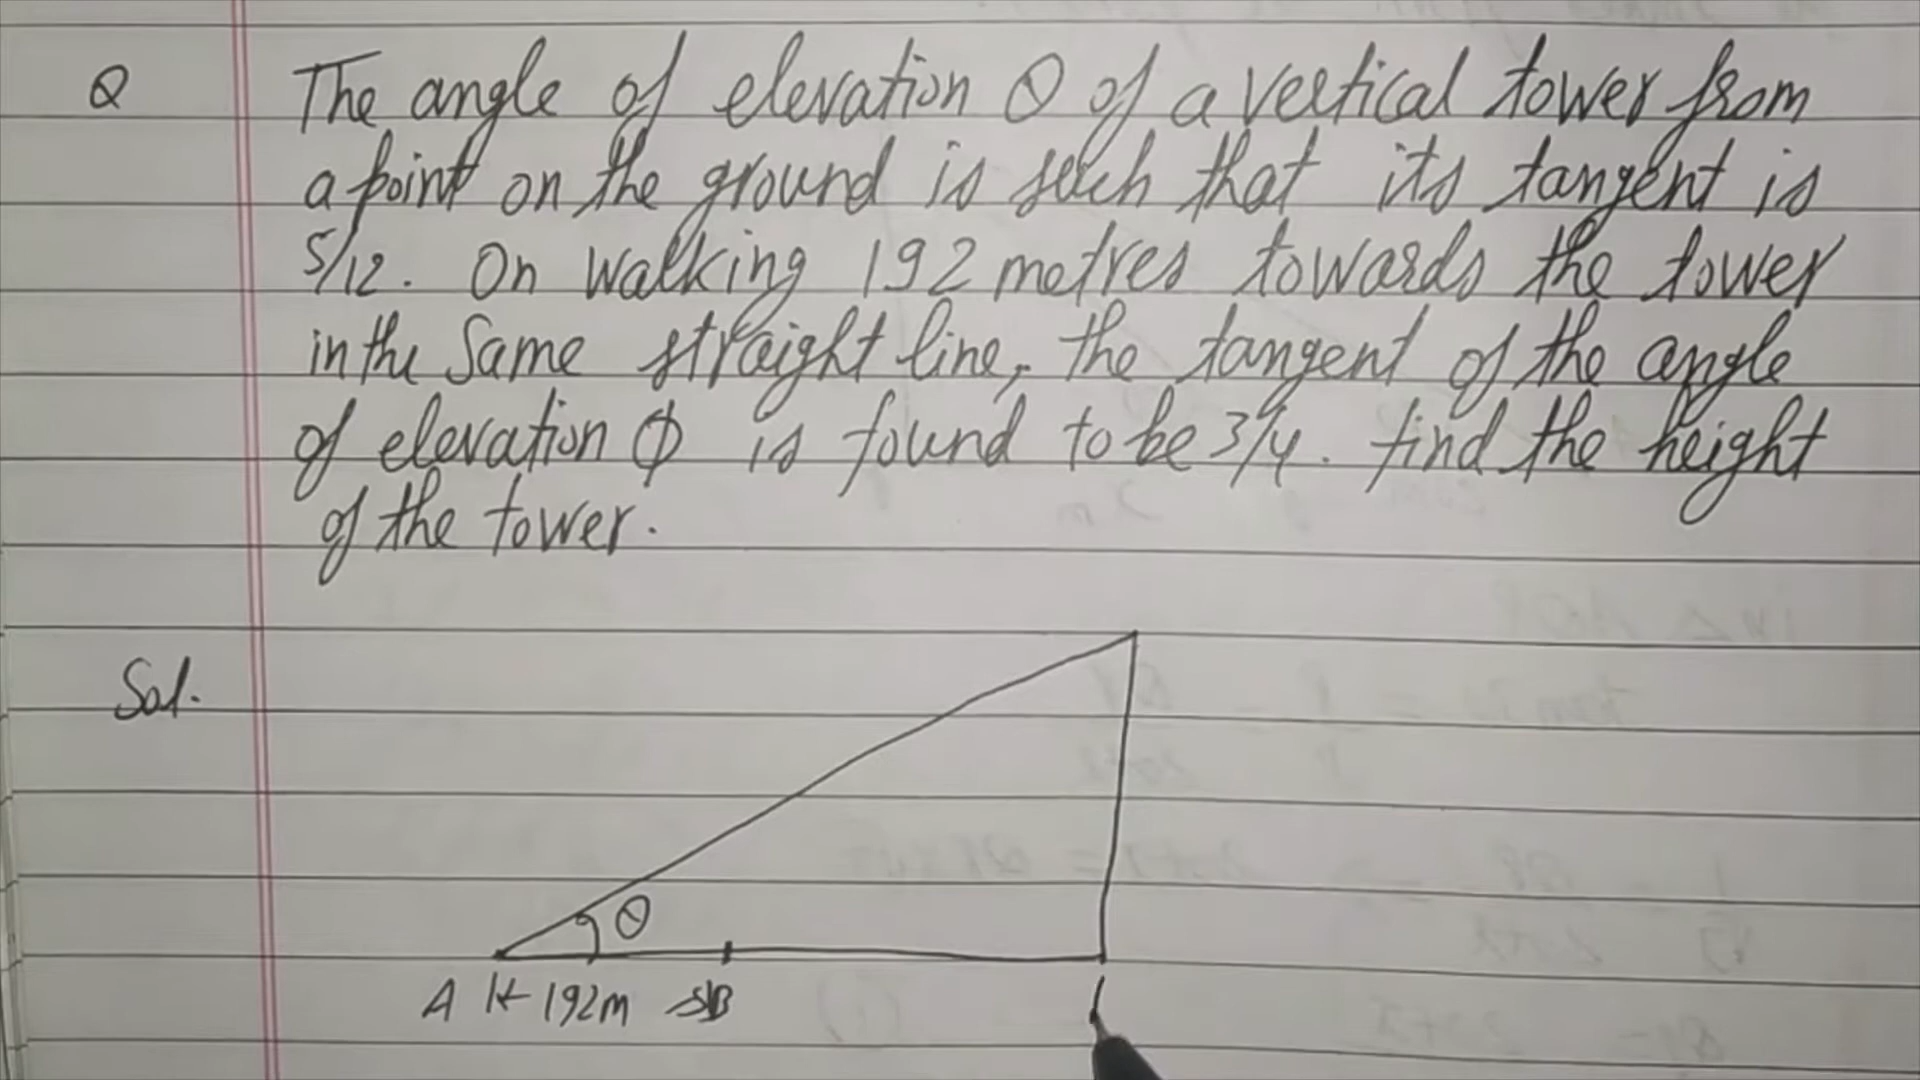 Q The angle of elevation θ of a vertical tower from
a point on the ground is such that its tangent is
5/12. On walking 192 metres towards the tower
in the same straight line, the tangent of the angle
of elevation ϕ is found to be 3/4. find the height
of the tower.
Sol.
θ
A 192m B